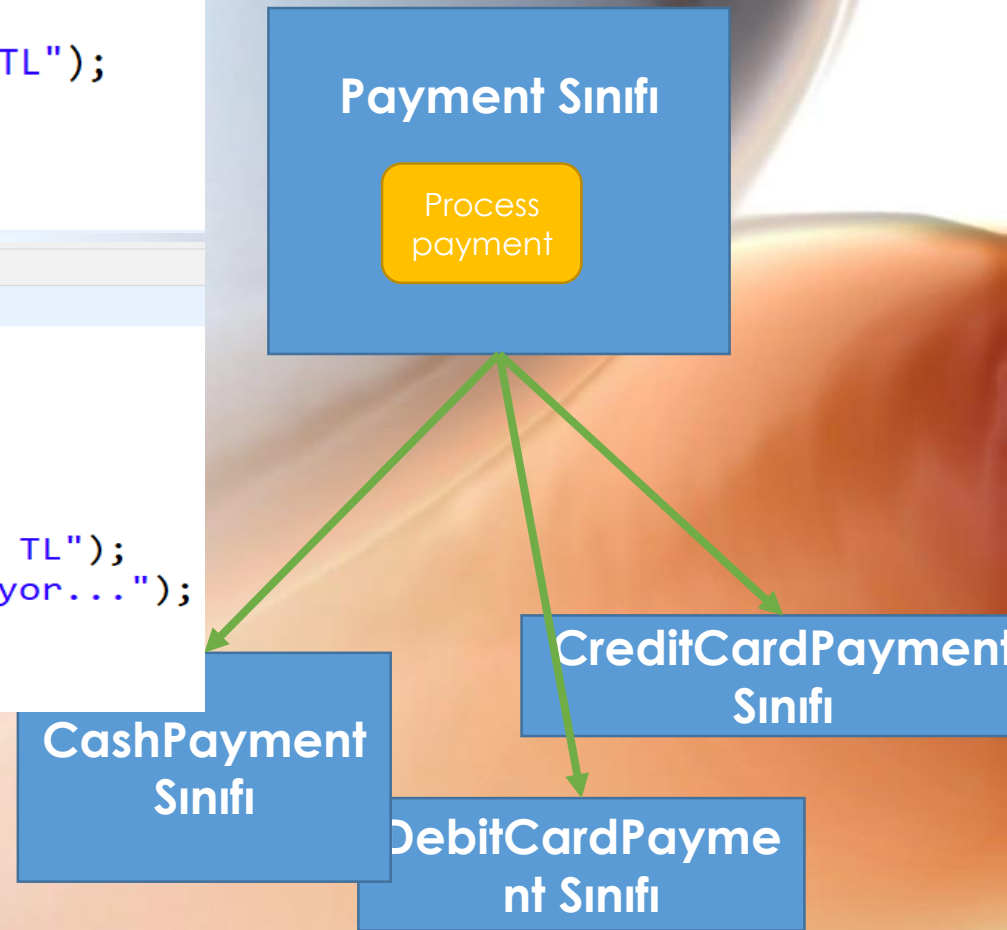 TL");
TL");
yor...");
Payment Sınıfı
Process
payment
CreditCardPayment
Sınıfı
CashPayment
Sınıfı
DebitCardPayme
nt Sınıfı